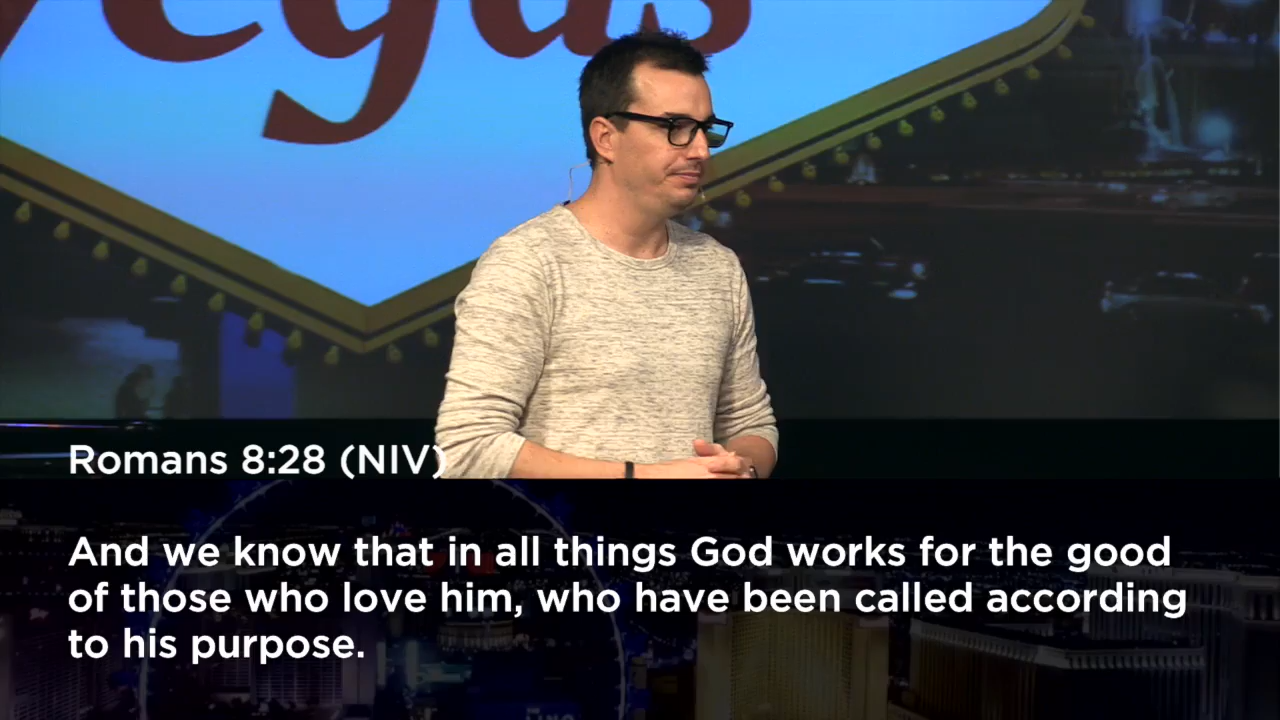 egas
Romans 8:28 (NIV)
And we know that in all things God works for the good
of those who love him, who have been called according
to his purpose.
LINQ